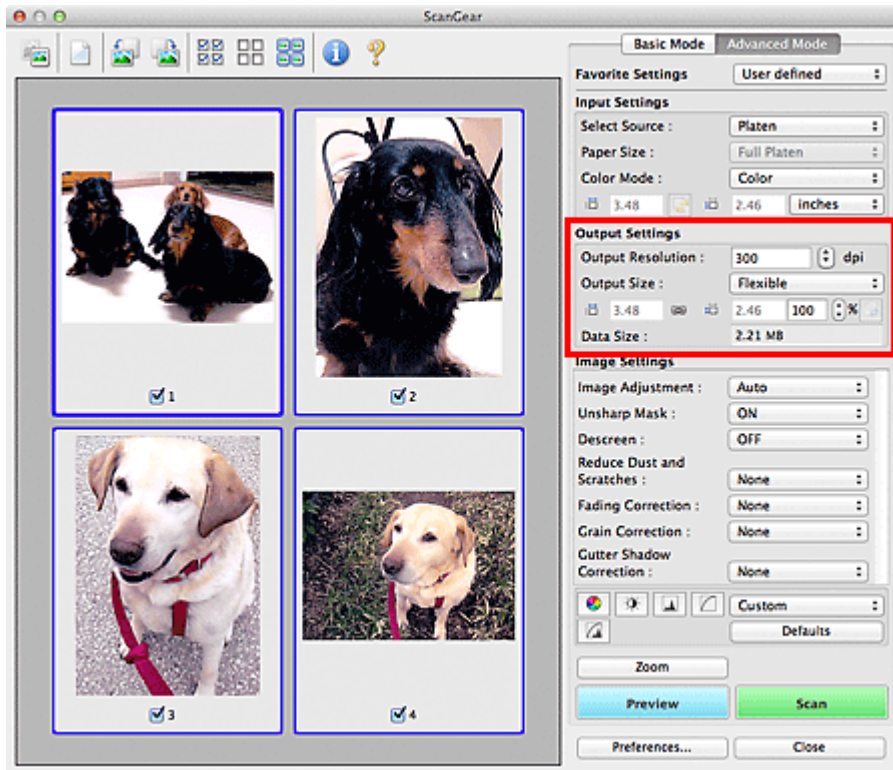 ScanGear
Basic Mode Advanced Mode
Favorite Settings User defined
Input Settings
Select Source : Platen
Paper Size : Full Platen
Color Mode : Color
3.48 2.46 inches
Output Settings
Output Resolution : 300 dpi
Output Size : Flexible
3.48 2.46 100 %
Data Size : 2.21 MB
Image Settings
Image Adjustment : Auto
Unsharp Mask : ON
Descreen : OFF
Reduce Dust and
Scratches : None
Fading Correction : None
Grain Correction : None
Gutter Shadow
Correction : None
Custom
Defaults
Zoom
Preview Scan
Preferences... Close
1
2
3
4